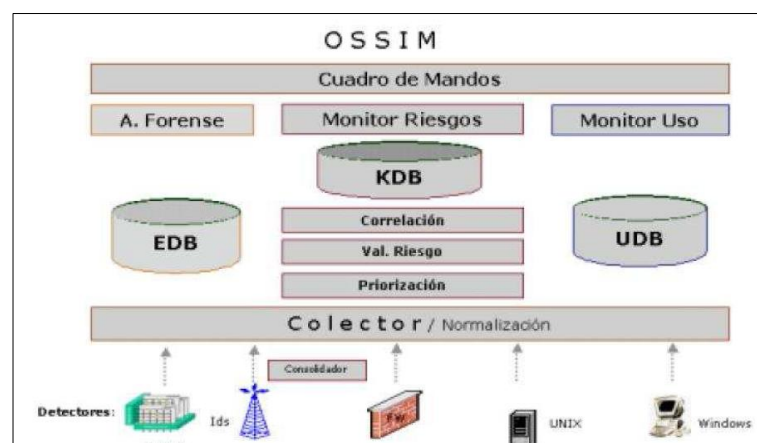 OSSIM
Cuadro de Mandos
A. Forense
Monitor Riesgos
Monitor Uso
KDB
EDB
Correlación
UDB
Val. Riesgo
Priorización
Colector / Normalización
Consolidador
Detectores:
Ids
FW
UNIX
Windows